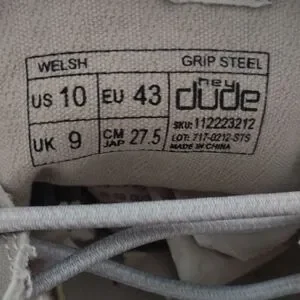 WELSH GRIP STEEL
US 10 EU 43 hey dude
UK 9 CM JAP 27.5
SKU: 112223212
LOT: 717-0212-STS
MADE IN CHINA